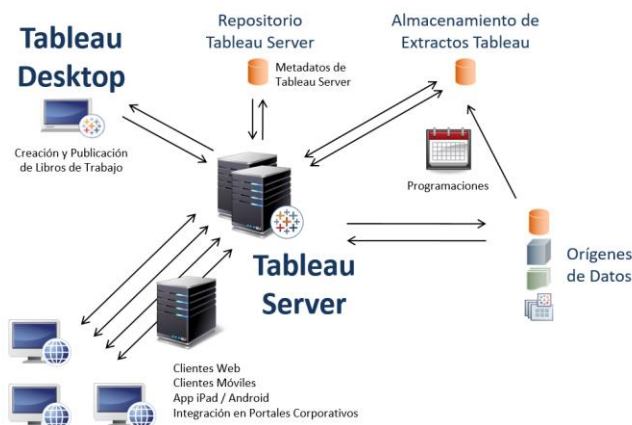 Tableau
Desktop
Creación y Publicación
de Libros de Trabajo
Repositorio
Tableau Server
Metadatos de
Tableau Server
Almacenamiento de
Extractos Tableau
Programaciones
Orígenes
de Datos
Tableau
Server
Clientes Web
Clientes Móviles
App iPad / Android
Integración en Portales Corporativos